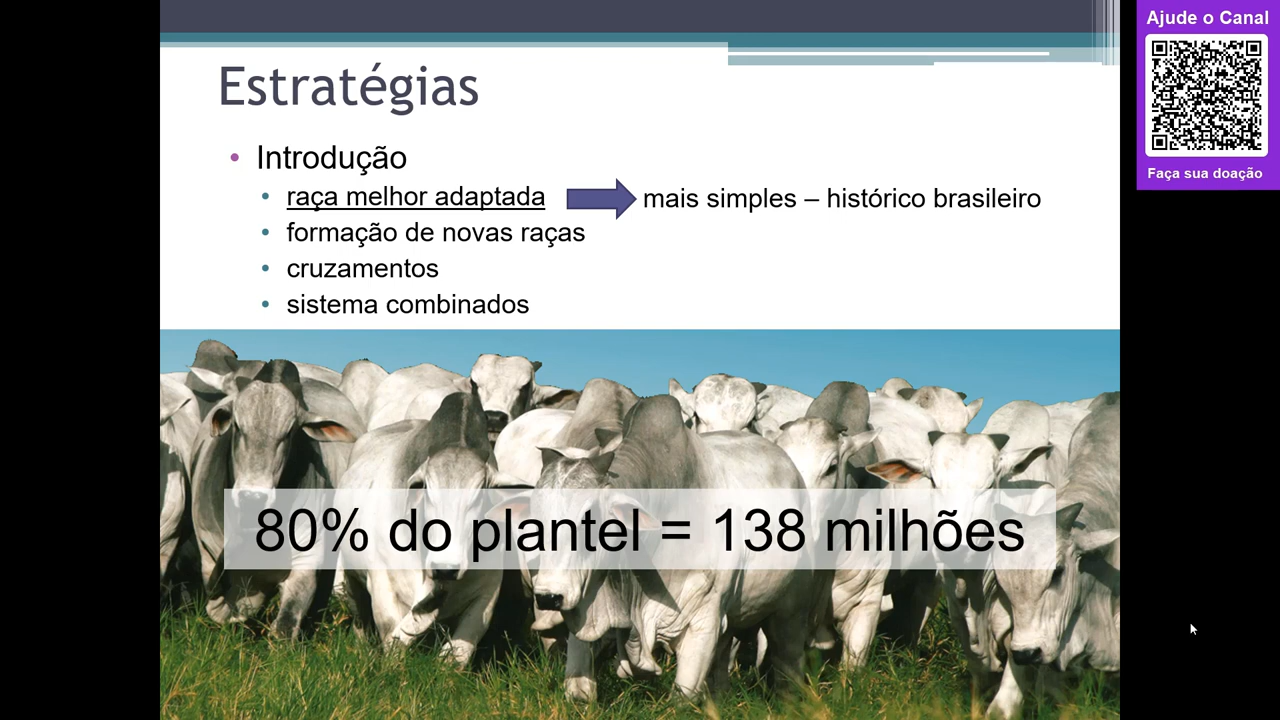 Ajude o Canal
Faça sua doação
Estratégias
• Introdução
• raça melhor adaptada mais simples – histórico brasileiro
• formação de novas raças
• cruzamentos
• sistema combinados
80% do plantel = 138 milhões